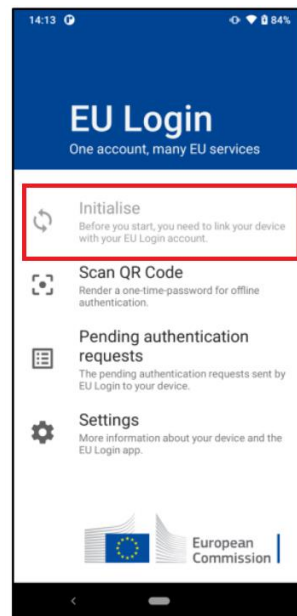 14:13
84%
EU Login
One account, many EU services
Initialise
Before you start, you need to link your device
with your EU Login account.
Scan QR Code
Render a one-time-password for offline
authentication.
Pending authentication
requests
The pending authentication requests sent by
EU Login to your device.
Settings
More information about your device and the
EU Login app.
European
Commission